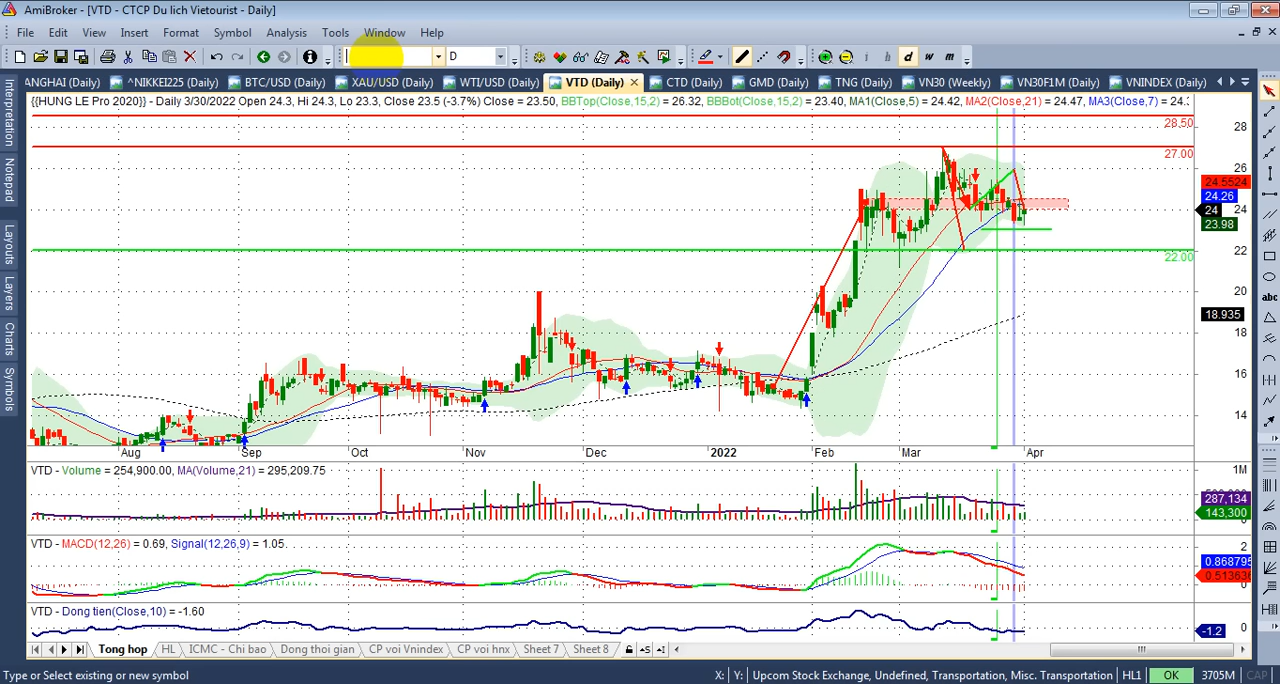 AmiBroker - [VTD - CTCP Du lich Vietourist - Daily]
File Edit View Insert Format Symbol Analysis Tools Window Help
D
i h d w m
ANGHAI (Daily) ^NIKKEI225 (Daily) BTC/USD (Daily) XAU/USD (Daily) WTI/USD (Daily) VTD (Daily) CTD (Daily) GMD (Daily) TNG (Daily) VN30 (Weekly) VN30F1M (Daily) VNINDEX (Daily)
{{HUNG LE Pro 2020}} - Daily 3/30/2022 Open 24.3, Hi 24.3, Lo 23.3, Close 23.5 (-3.7%) Close = 23.50, BBTop(Close,15,2) = 26.32, BBBot(Close,15,2) = 23.40, MA1(Close,5) = 24.42, MA2(Close,21) = 24.47, MA3(Close,7) = 24.
Interpretation
Notepad
Layouts
Layers
Charts
Symbols
abc
28.50
28
27.00
26
24.5524
24.26
24
24
23.98
22
22.00
20
18.935
18
16
14
Aug Sep Oct Nov Dec 2022 Feb Mar Apr
VTD - Volume = 254,900.00, MA(Volume,21) = 295,209.75
1M
287,134
143,300
0
VTD - MACD(12,26) = 0.69, Signal(12,26,9) = 1.05
2
0.868795
0.513636
VTD - Dong tien(Close,10) = -1.60
0
-1.2
Tong hop HL ICMC - Chi bao Dong thoi gian CP voi Vnindex CP voi hnx Sheet 7 Sheet 8
Type or Select existing or new symbol X: Y: Upcom Stock Exchange, Undefined, Transportation, Misc. Transportation HL1 OK 3705M CAP